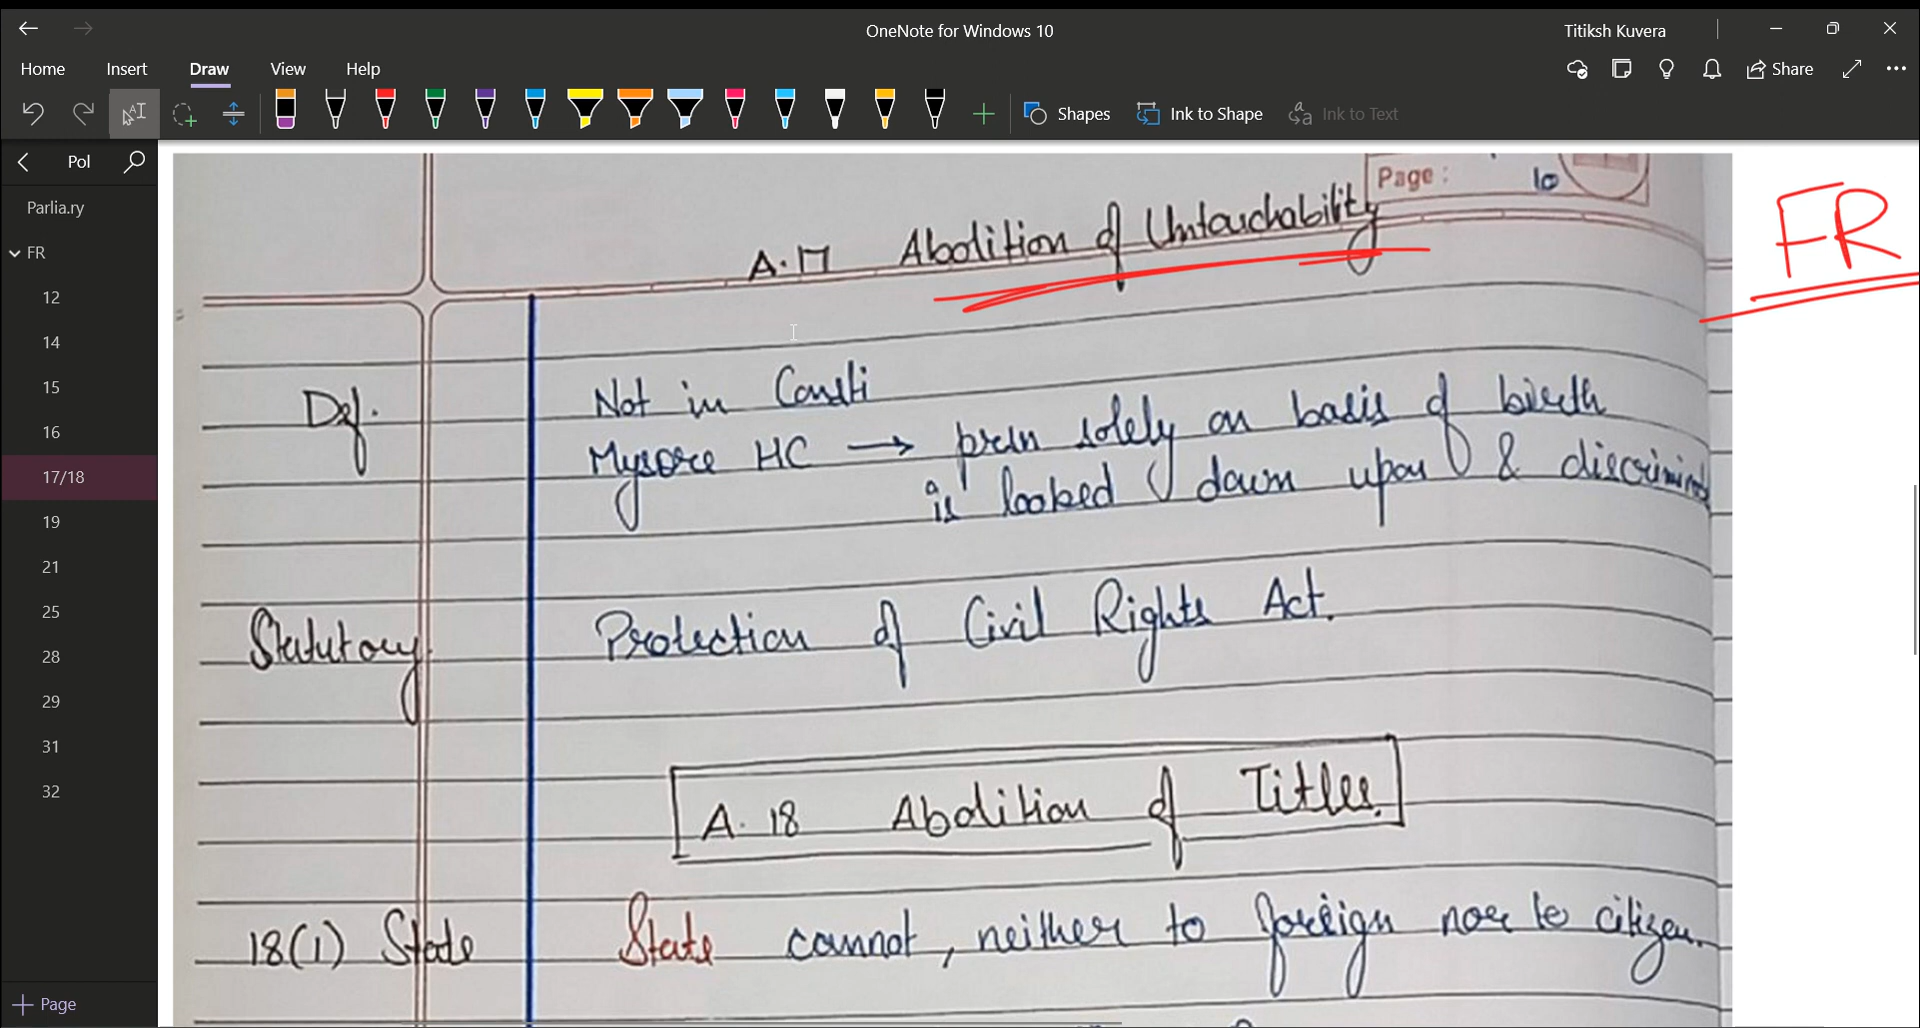 OneNote for Windows 10
Titiksh Kuvera
Home Insert Draw View Help
Share
Shapes Ink to Shape Ink to Text
Pol
Parlia.ry
FR
12
14
15
16
17/18
19
21
25
28
29
31
32
Page
Page: 10
FR
A.17 Abolition of Untouchability
Def. Not in Consti
Mysore HC → prsn solely on basis of birth
is looked down upon & discrimint
Statutory Protection of Civil Rights Act.
A. 18 Abolition of Titles.
18(1) State State cannot, neither to foreign nor to citizen.